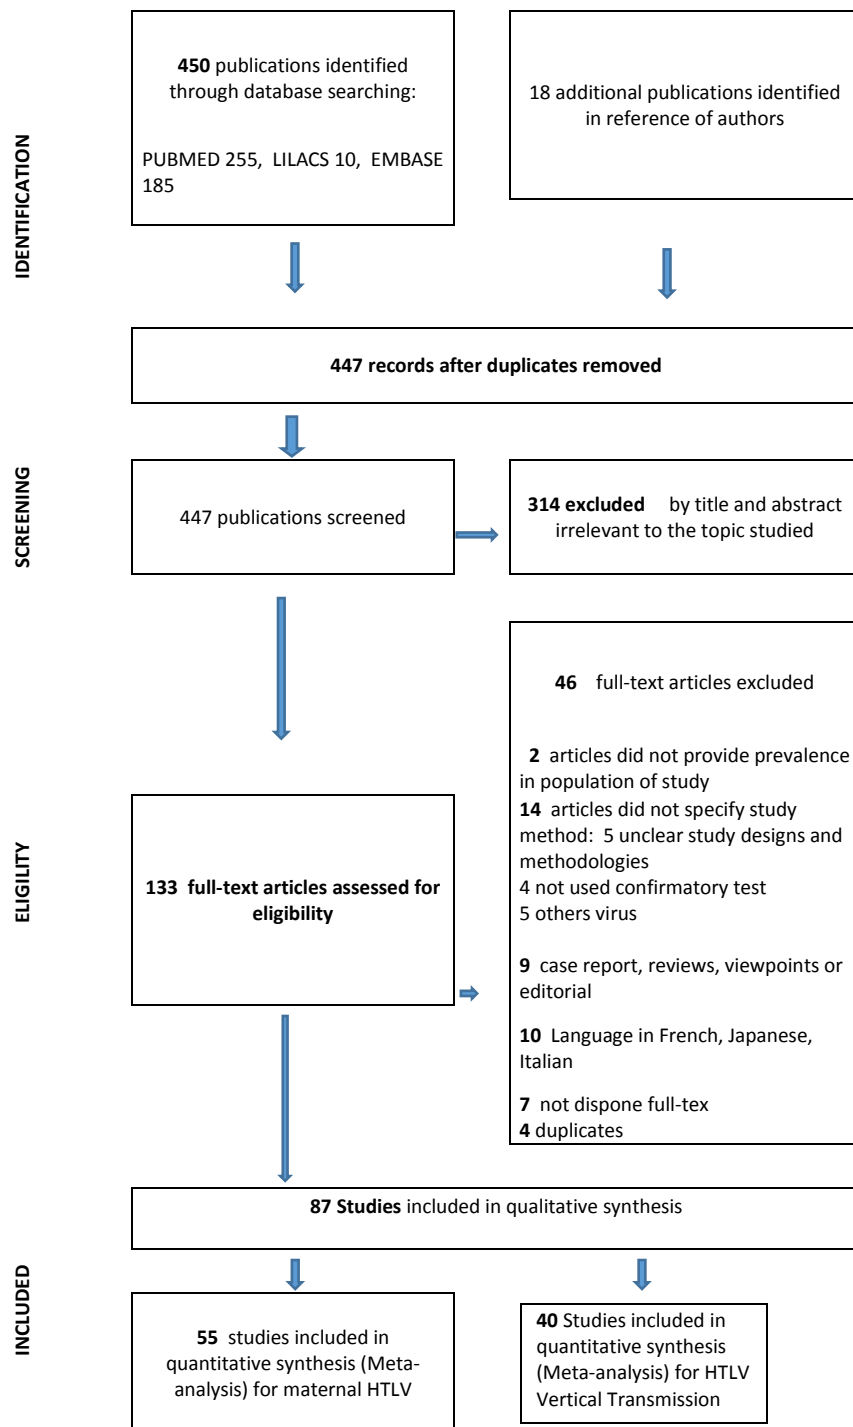 IDENTIFICATION
450 publications identified
through database searching:
PUBMED 255, LILACS 10, EMBASE
185
18 additional publications identified
in reference of authors
447 records after duplicates removed
SCREENING
447 publications screened
314 excluded by title and abstract
irrelevant to the topic studied
ELIGILITY
133 full-text articles assessed for
eligibility
46 full-text articles excluded
2 articles did not provide prevalence
in population of study
14 articles did not specify study
method: 5 unclear study designs and
methodologies
4 not used confirmatory test
5 others virus
9 case report, reviews, viewpoints or
editorial
10 Language in French, Japanese,
Italian
7 not dispone full-tex
4 duplicates
INCLUDED
87 Studies included in qualitative synthesis
55 studies included in
quantitative synthesis (Meta-
analysis) for maternal HTLV
40 Studies included in
quantitative synthesis
(Meta-analysis) for HTLV
Vertical Transmission